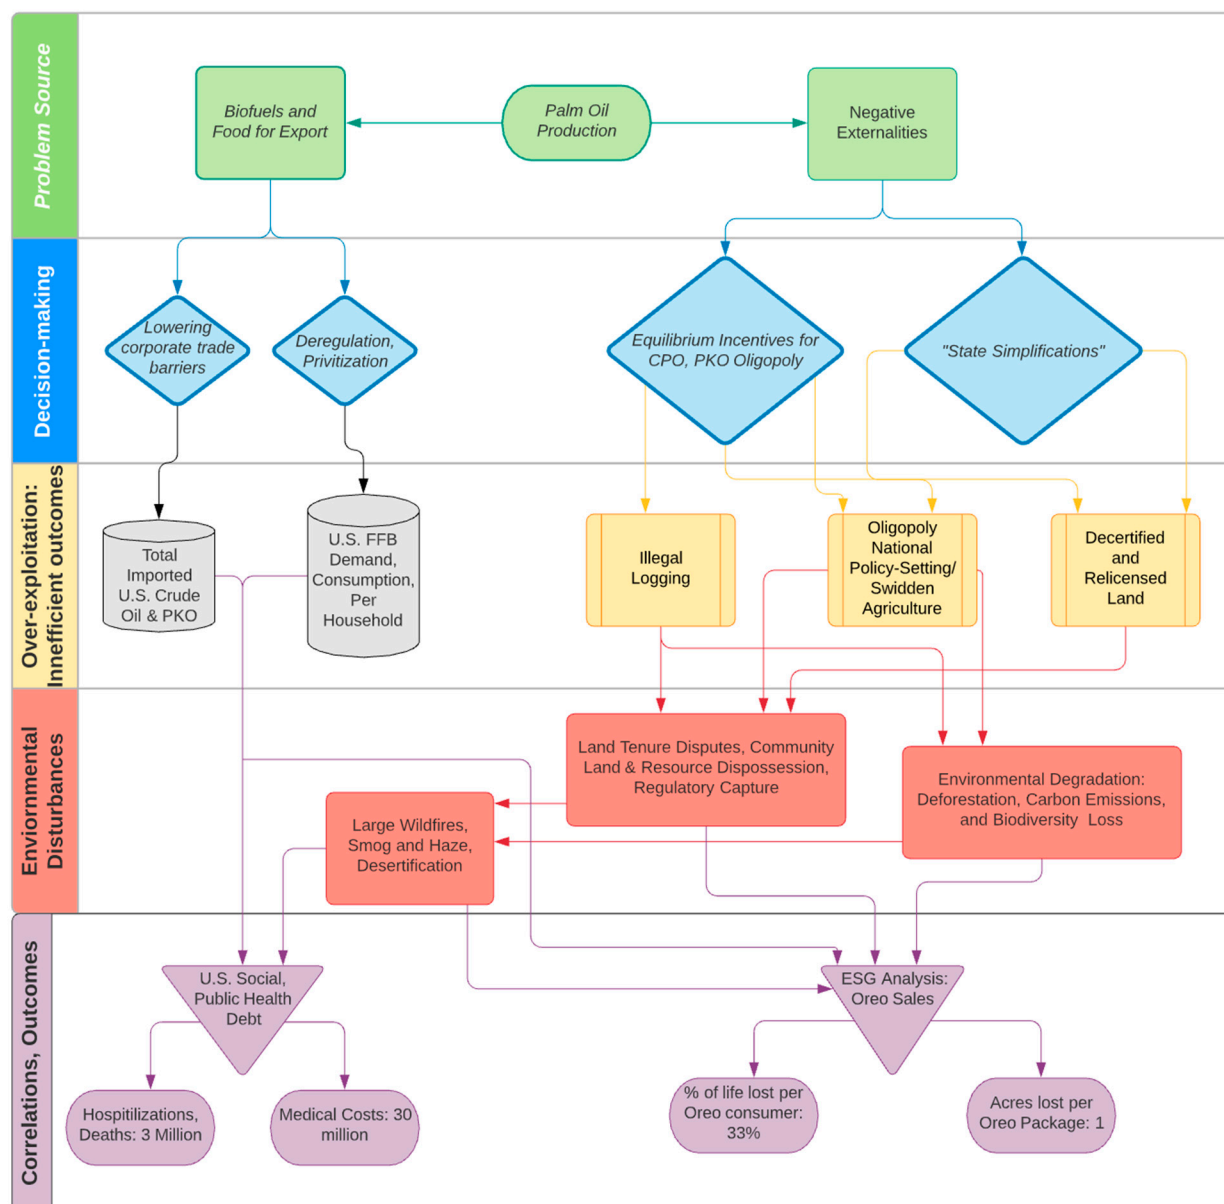 Problem Source
Biofuels and
Food for Export
Palm Oil
Production
Negative
Externalities
Decision-making
Lowering
corporate trade
barriers
Deregulation,
Privitization
Equilibrium Incentives for
CPO, PKO Oligopoly
"State Simplifications"
Over-exploitation:
Innefficient outcomes
Total
Imported
U.S. Crude
Oil & PKO
U.S. FFB
Demand,
Consumption,
Per
Household
Illegal
Logging
Oligopoly
National
Policy-Setting/
Swidden
Agriculture
Decertified
and
Relicensed
Land
Enviornmental
Disturbances
Land Tenure Disputes, Community
Land & Resource Dispossession,
Regulatory Capture
Environmental Degradation:
Deforestation, Carbon Emissions,
and Biodiversity Loss
Large Wildfires,
Smog and Haze,
Desertification
Correlations, Outcomes
U.S. Social,
Public Health
Debt
ESG Analysis:
Oreo Sales
Hospitilizations,
Deaths: 3 Million
Medical Costs: 30
million
% of life lost per
Oreo consumer:
33%
Acres lost per
Oreo Package: 1